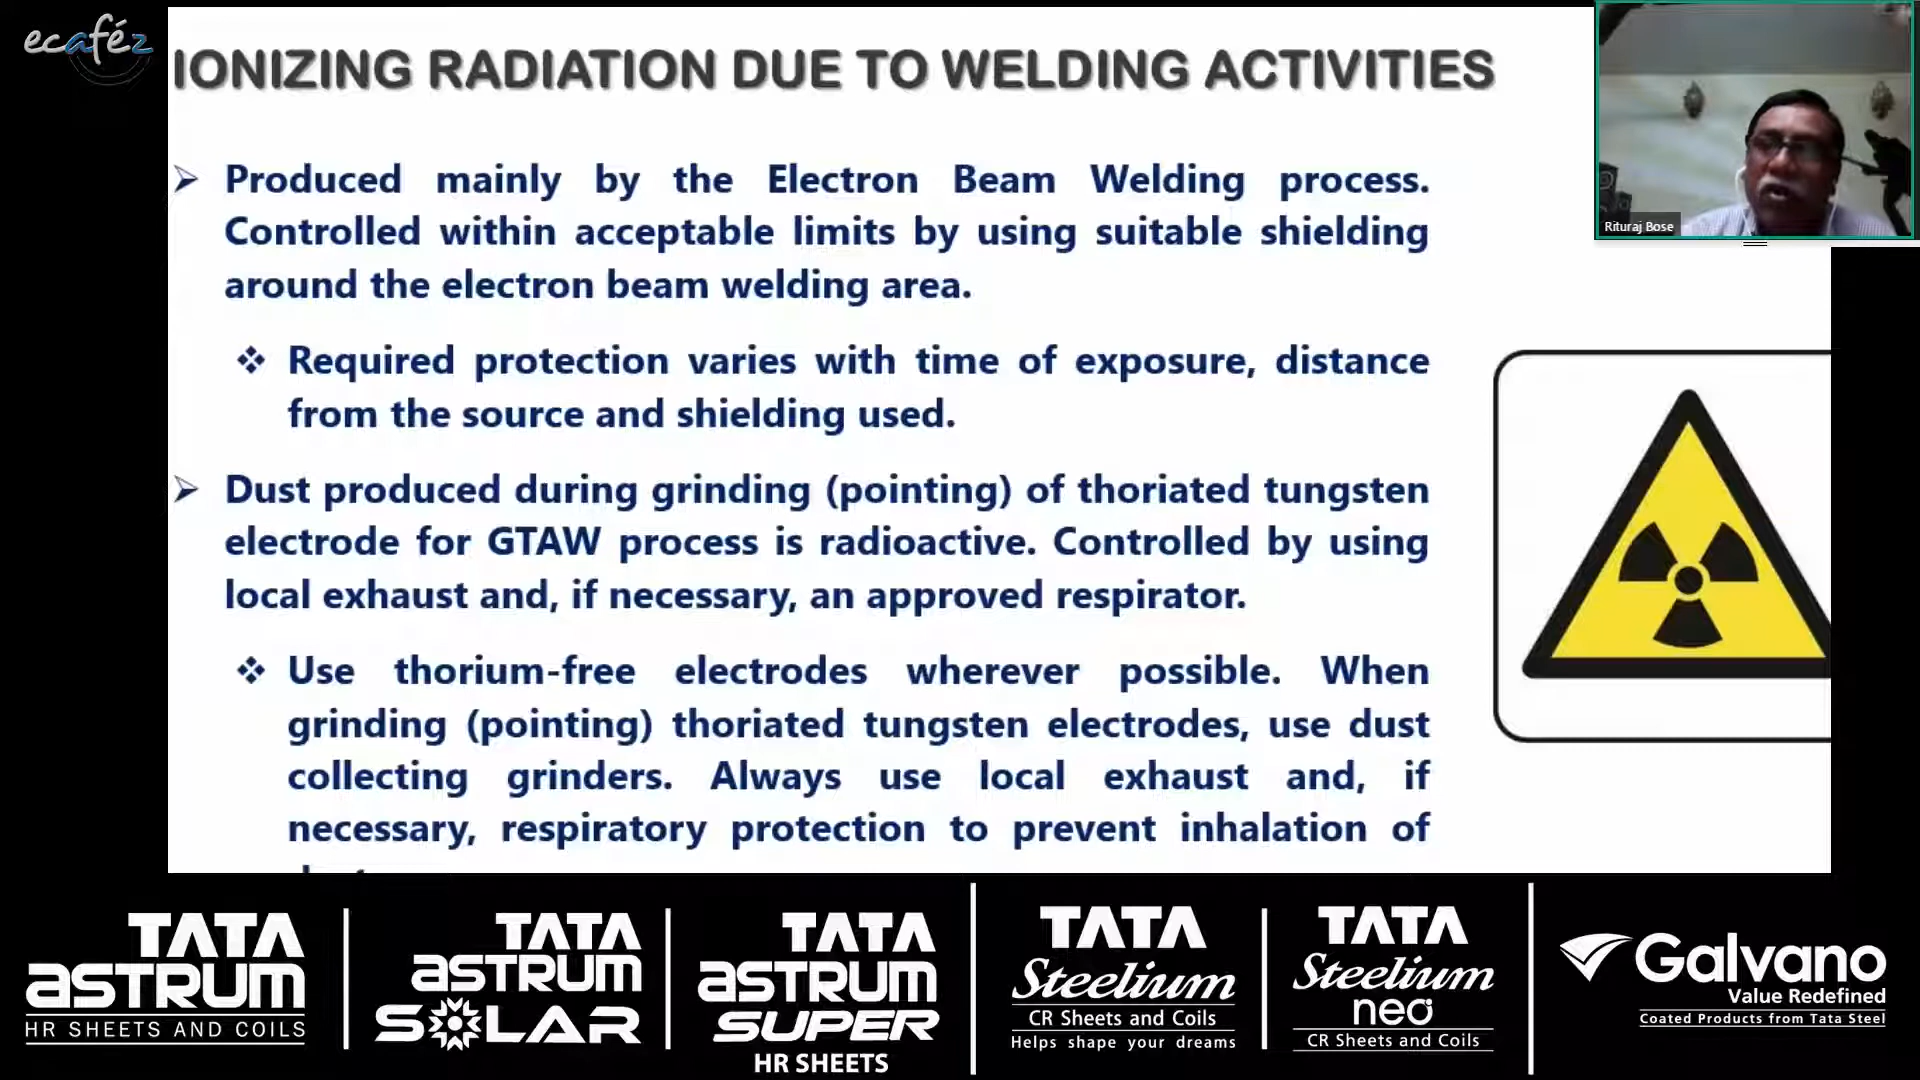 ecaféz
IONIZING RADIATION DUE TO WELDING ACTIVITIES
Rituraj Bose
Produced mainly by the Electron Beam Welding process.
Controlled within acceptable limits by using suitable shielding
around the electron beam welding area.
Required protection varies with time of exposure, distance
from the source and shielding used.
Dust produced during grinding (pointing) of thoriated tungsten
electrode for GTAW process is radioactive. Controlled by using
local exhaust and, if necessary, an approved respirator.
Use thorium-free electrodes wherever possible. When
grinding (pointing) thoriated tungsten electrodes, use dust
collecting grinders. Always use local exhaust and, if
necessary, respiratory protection to prevent inhalation of
TATA
astrum
HR SHEETS AND COILS
TATA
astrum
SOLAR
TATA
astrum
SUPER
HR SHEETS
TATA
Steelium
CR Sheets and Coils
Helps shape your dreams
TATA
Steelium
neo
CR Sheets and Coils
Galvano
Value Redefined
Coated Products from Tata Steel